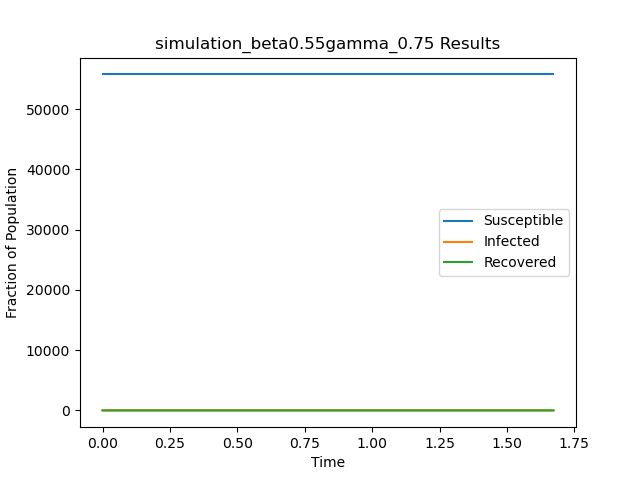 simulation_beta0.55gamma_0.75 Results
Fraction of Population
50000
40000
30000
20000
10000
0
Susceptible
Infected
Recovered
0.00 0.25 0.50 0.75 1.00 1.25 1.50 1.75
Time